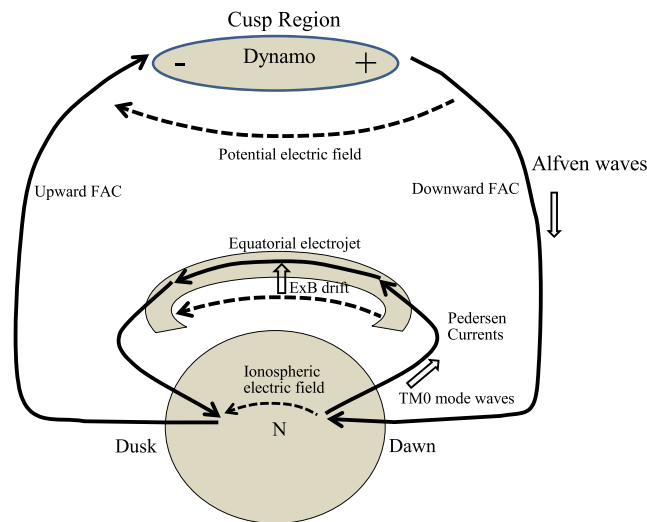 Cusp Region
Dynamo
- +
Potential electric field
Alfven waves
Upward FAC
Downward FAC
Equatorial electrojet
ExB drift
Pedersen
Currents
Ionospheric
electric field
TM0 mode waves
N
Dusk
Dawn